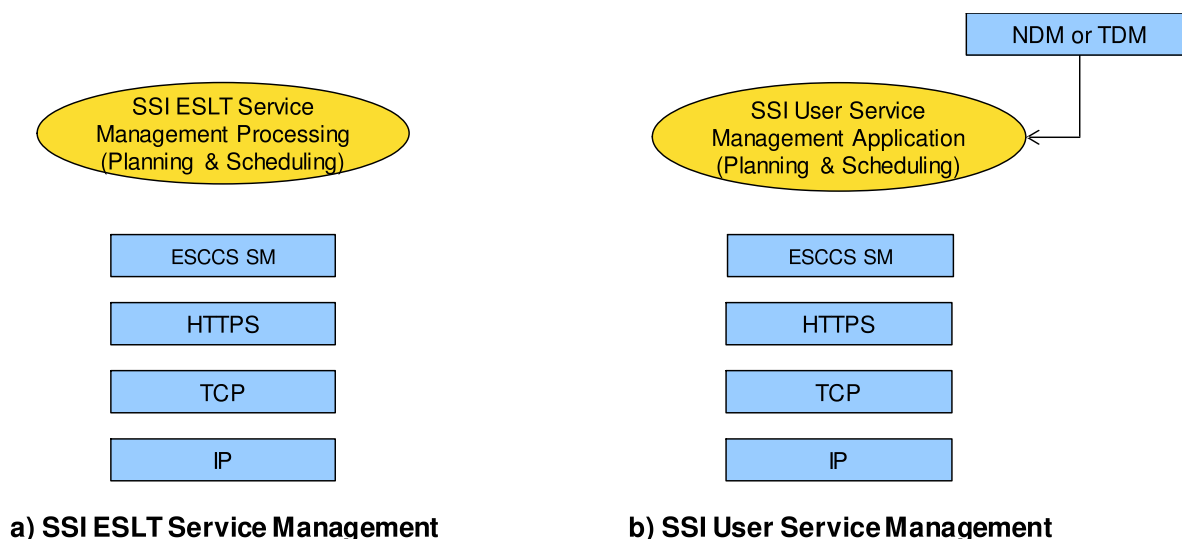 NDM or TDM
SSI ESLT Service
Management Processing
(Planning & Scheduling)
SSI User Service
Management Application
(Planning & Scheduling)
ESCCS SM
HTTPS
TCP
IP
ESCCS SM
HTTPS
TCP
IP
a) SSI ESLT Service Management
b) SSI User Service Management